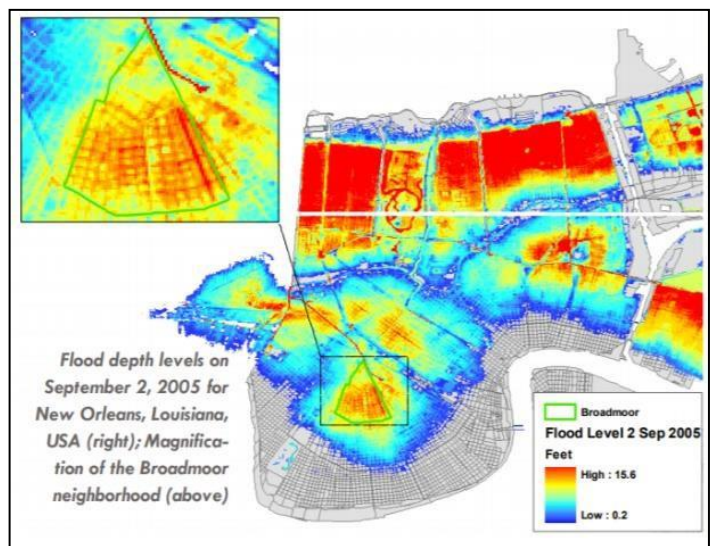 Flood depth levels on
September 2, 2005 for
New Orleans, Louisiana,
USA (right); Magnifica-
tion of the Broadmoor
neighborhood (above)
Broadmoor
Flood Level 2 Sep 2005
Feet
High : 15.6
Low : 0.2